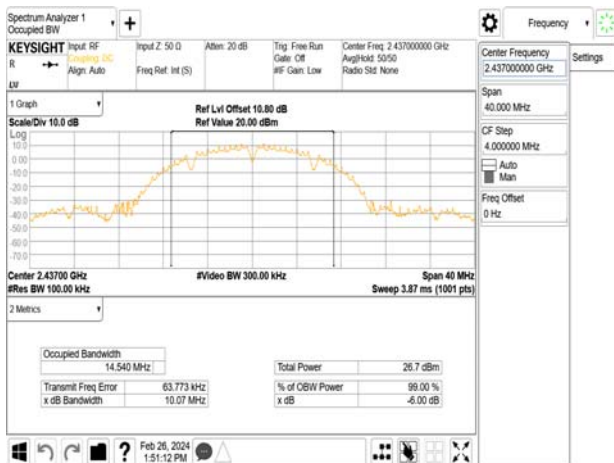 Spectrum Analyzer 1
Occupied BW
Frequency
KEYSIGHT
R
Input: RF
Coupling: DC
Align: Auto
Input Z: 50 Ω
Freq Ref: Int (S)
Atten: 20 dB
Trig: Free Run
Gate: Off
#IF Gain: Low
Center Freq: 2.437000000 GHz
Avg|Hold: 50/50
Radio Std: None
Center Frequency
2.437000000 GHz
Settings
Span
40.000 MHz
CF Step
4.000000 MHz
Auto
Man
Freq Offset
0 Hz
1 Graph
Scale/Div 10.0 dB
Ref Lvl Offset 10.80 dB
Ref Value 20.00 dBm
Log
10.0
0.00
-10.0
-20.0
-30.0
-40.0
-50.0
-60.0
-70.0
Center 2.43700 GHz
#Res BW 100.00 kHz
#Video BW 300.00 kHz
Span 40 MHz
Sweep 3.87 ms (1001 pts)
2 Metrics
Occupied Bandwidth
14.540 MHz
Transmit Freq Error 63.773 kHz
x dB Bandwidth 10.07 MHz
Total Power 26.7 dBm
% of OBW Power 99.00 %
x dB -6.00 dB
?
Feb 26, 2024
1:51:12 PM